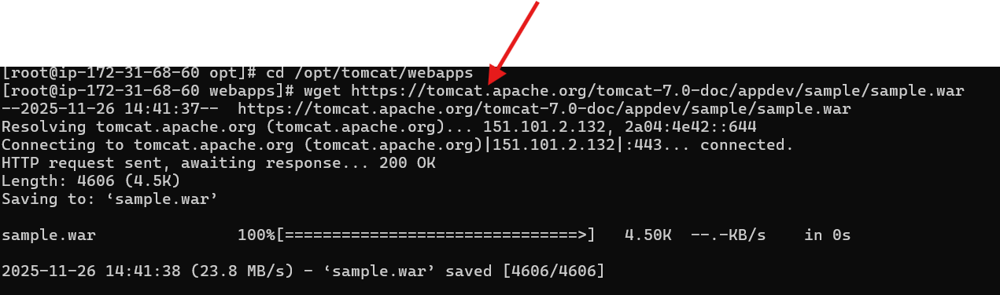 [root@ip-172-31-68-60 opt]# cd /opt/tomcat/webapps
[root@ip-172-31-68-60 webapps]# wget https://tomcat.apache.org/tomcat-7.0-doc/appdev/sample/sample.war
--2025-11-26 14:41:37--  https://tomcat.apache.org/tomcat-7.0-doc/appdev/sample/sample.war
Resolving tomcat.apache.org (tomcat.apache.org)... 151.101.2.132, 2a04:4e42::644
Connecting to tomcat.apache.org (tomcat.apache.org)|151.101.2.132|:443... connected.
HTTP request sent, awaiting response... 200 OK
Length: 4606 (4.5K)
Saving to: ‘sample.war’
sample.war               100%[===============================>]   4.50K  --.-KB/s    in 0s
2025-11-26 14:41:38 (23.8 MB/s) - ‘sample.war’ saved [4606/4606]